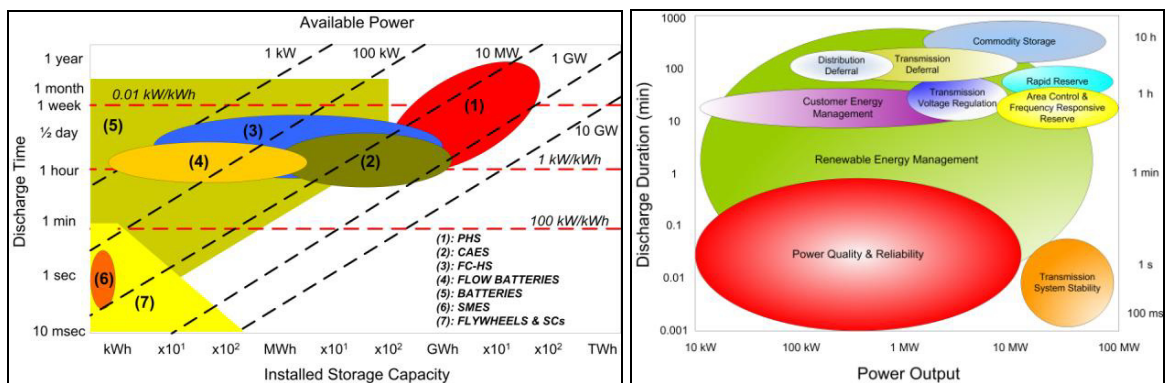 Available Power
1 kW
100 kW
10 MW
1 GW
10 GW
1 year
1 month
1 week
½ day
1 hour
1 min
1 sec
10 msec
Discharge Time
0.01 kW/kWh
1 kW/kWh
100 kW/kWh
(1)
(2)
(3)
(4)
(5)
(6)
(7)
(1): PHS
(2): CAES
(3): FC-HS
(4): FLOW BATTERIES
(5): BATTERIES
(6): SMES
(7): FLYWHEELS & SCs
kWh x10¹ x10² MWh x10¹ x10² GWh x10¹ x10² TWh
Installed Storage Capacity
1000
100
10
1
0.1
0.01
0.001
Discharge Duration (min)
Commodity Storage
Distribution
Deferral
Transmission
Deferral
Rapid Reserve
Transmission
Voltage Regulation
Customer Energy
Management
Area Control &
Frequency Responsive
Reserve
Renewable Energy Management
Power Quality & Reliability
Transmission
System Stability
10 h
1 h
1 min
1 s
100 ms
10 kW 100 kW 1 MW 10 MW 100 MW
Power Output